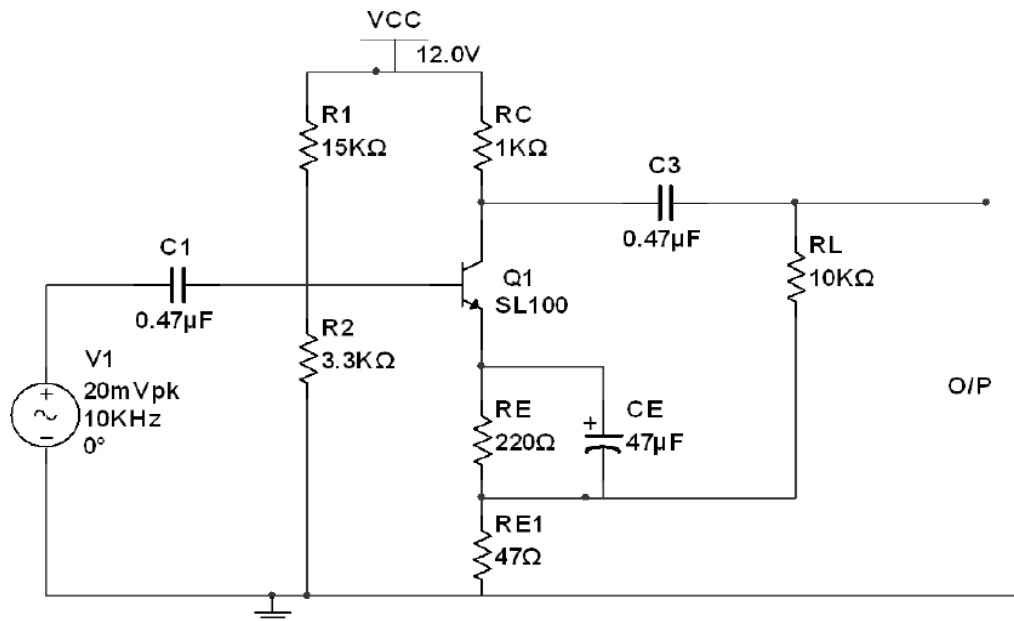 VCC
12.0V
R1
15KΩ
RC
1KΩ
C3
0.47µF
C1
0.47µF
RL
10KΩ
Q1
SL100
R2
3.3KΩ
V1
20mVpk
10KHz
0°
RE
220Ω
CE
47µF
O/P
RE1
47Ω